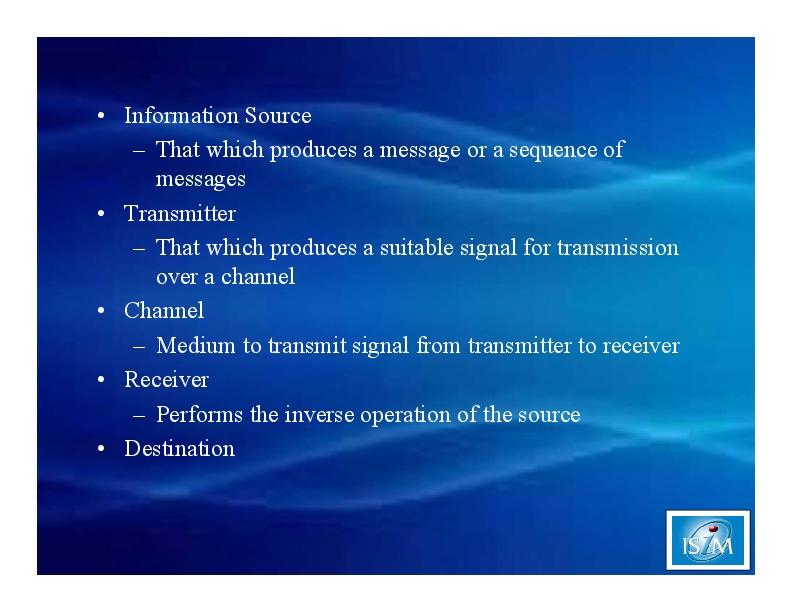 • Information Source
– That which produces a message or a sequence of
messages
• Transmitter
– That which produces a suitable signal for transmission
over a channel
• Channel
– Medium to transmit signal from transmitter to receiver
• Receiver
– Performs the inverse operation of the source
• Destination
ISiM